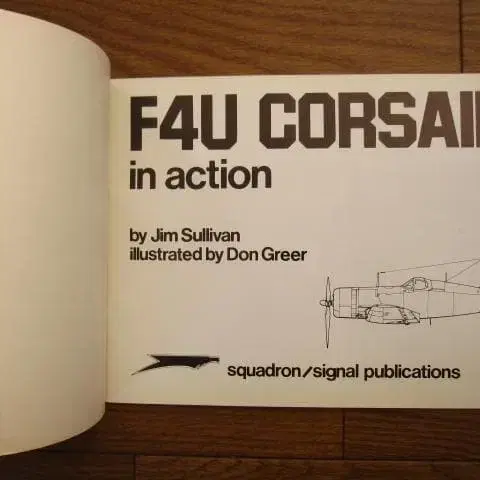 F4U CORSAI
in action
by Jim Sullivan
illustrated by Don Greer
squadron/signal publications